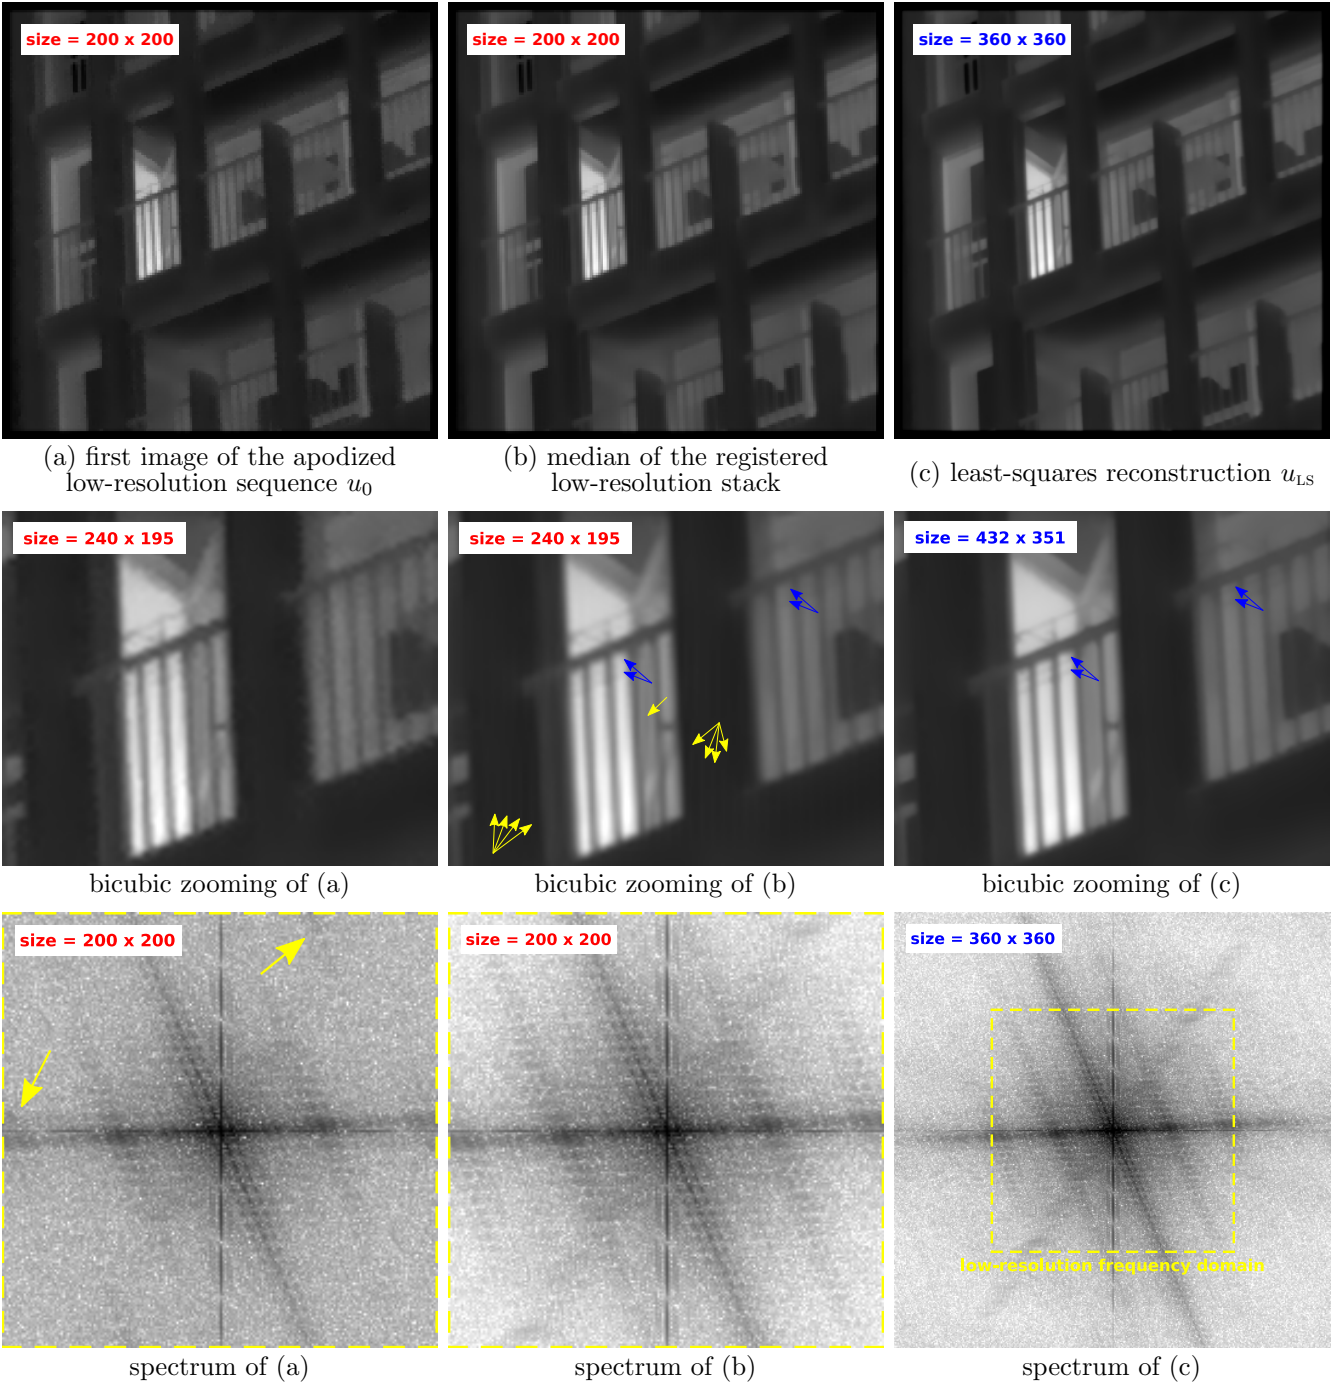 size = 200 x 200
size = 200 x 200
size = 360 x 360
(a) first image of the apodized
low-resolution sequence u₀
(b) median of the registered
low-resolution stack
(c) least-squares reconstruction u_LS
size = 240 x 195
size = 240 x 195
size = 432 x 351
bicubic zooming of (a)
bicubic zooming of (b)
bicubic zooming of (c)
size = 200 x 200
size = 200 x 200
size = 360 x 360
low-resolution frequency domain
spectrum of (a)
spectrum of (b)
spectrum of (c)